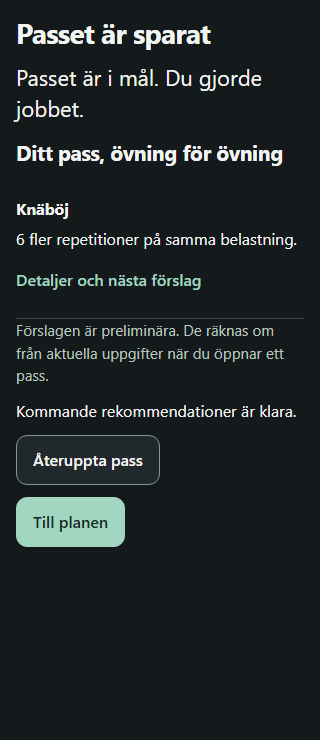 Passet är sparat
Passet är i mål. Du gjorde
jobbet.
Ditt pass, övning för övning
Knäböj
6 fler repetitioner på samma belastning.
Detaljer och nästa förslag
Förslagen är preliminära. De räknas om
från aktuella uppgifter när du öppnar ett
pass.
Kommande rekommendationer är klara.
Återuppta pass
Till planen